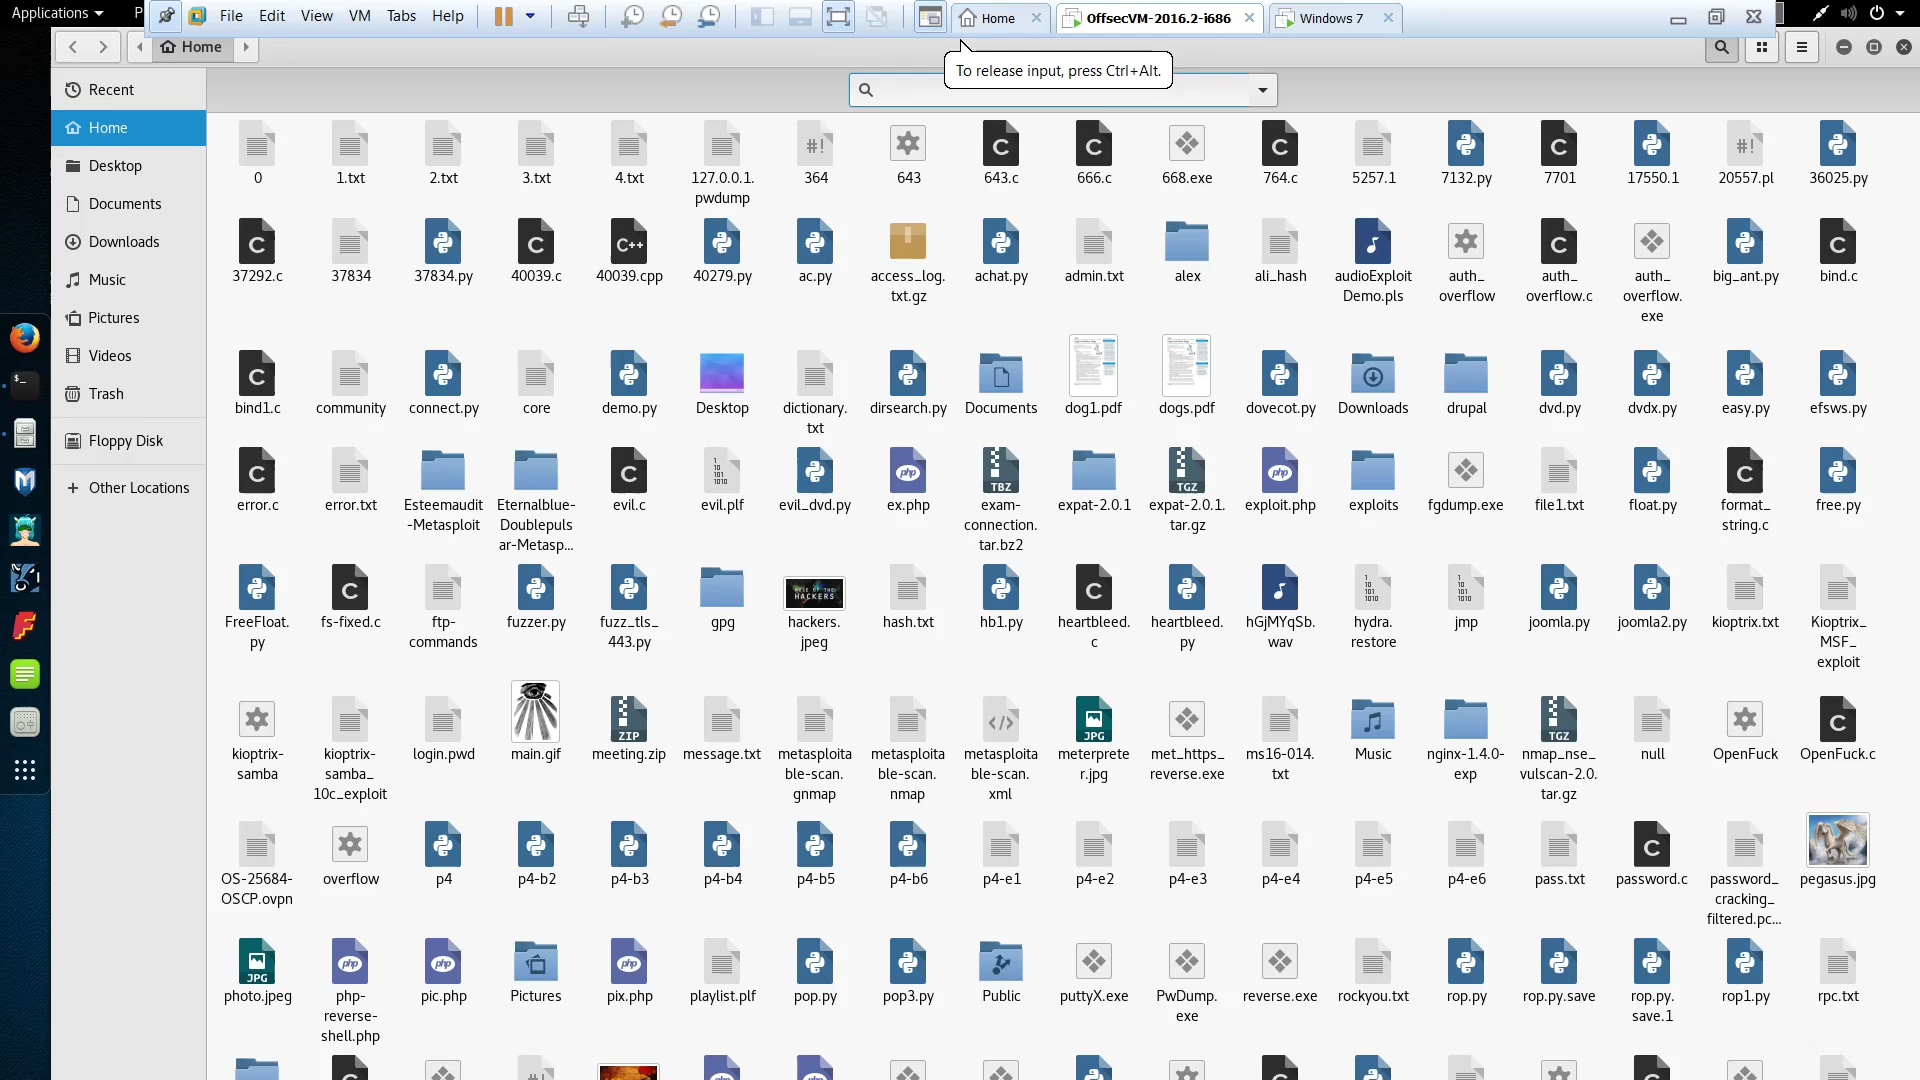 Applications
P
File Edit View VM Tabs Help
Home
OffsecVM-2016.2-i686
Windows 7
Home
To release input, press Ctrl+Alt.
Recent
Home
Desktop
Documents
Downloads
Music
Pictures
Videos
Trash
Floppy Disk
+ Other Locations
0 1.txt 2.txt 3.txt 4.txt 127.0.0.1. 364 643 643.c 666.c 668.exe 764.c 5257.1 7132.py 7701 17550.1 20557.pl 36025.py
pwdump
37292.c 37834 37834.py 40039.c 40039.cpp 40279.py ac.py access_log. achat.py admin.txt alex ali_hash audioExploit auth_ auth_ auth_ big_ant.py bind.c
txt.gz Demo.pls overflow overflow.c overflow.
exe
bind1.c community connect.py core demo.py Desktop dictionary. dirsearch.py Documents dog1.pdf dogs.pdf dovecot.py Downloads drupal dvd.py dvdx.py easy.py efsws.py
txt
TBZ TGZ
error.c error.txt Esteemaudit Eternalblue- evil.c evil.plf evil_dvd.py ex.php exam- expat-2.0.1 expat-2.0.1. exploit.php exploits fgdump.exe file1.txt float.py format_ free.py
-Metasploit Doublepuls connection. tar.gz string.c
ar-Metasp... tar.bz2
FreeFloat. fs-fixed.c ftp- fuzzer.py fuzz_tls_ gpg hackers. hash.txt hb1.py heartbleed. heartbleed. hGjMYqSb. hydra. jmp joomla.py joomla2.py kioptrix.txt Kioptrix_
py commands 443.py jpeg c py wav restore MSF_
exploit
ZIP JPG TGZ
kioptrix- kioptrix- login.pwd main.gif meeting.zip message.txt metasploita metasploita metasploita meterprete met_https_ ms16-014. Music nginx-1.4.0- nmap_nse_ null OpenFuck OpenFuck.c
samba samba_ ble-scan. ble-scan. ble-scan. r.jpg reverse.exe txt exp vulscan-2.0.
10c_exploit gnmap nmap xml tar.gz
OS-25684- overflow p4 p4-b2 p4-b3 p4-b4 p4-b5 p4-b6 p4-e1 p4-e2 p4-e3 p4-e4 p4-e5 p4-e6 pass.txt password.c password_ pegasus.jpg
OSCP.ovpn cracking_
filtered.pc...
JPG php php php
photo.jpeg php- pic.php Pictures pix.php playlist.plf pop.py pop3.py Public puttyX.exe PwDump. reverse.exe rockyou.txt rop.py rop.py.save rop.py. rop1.py rpc.txt
reverse- exe save.1
shell.php